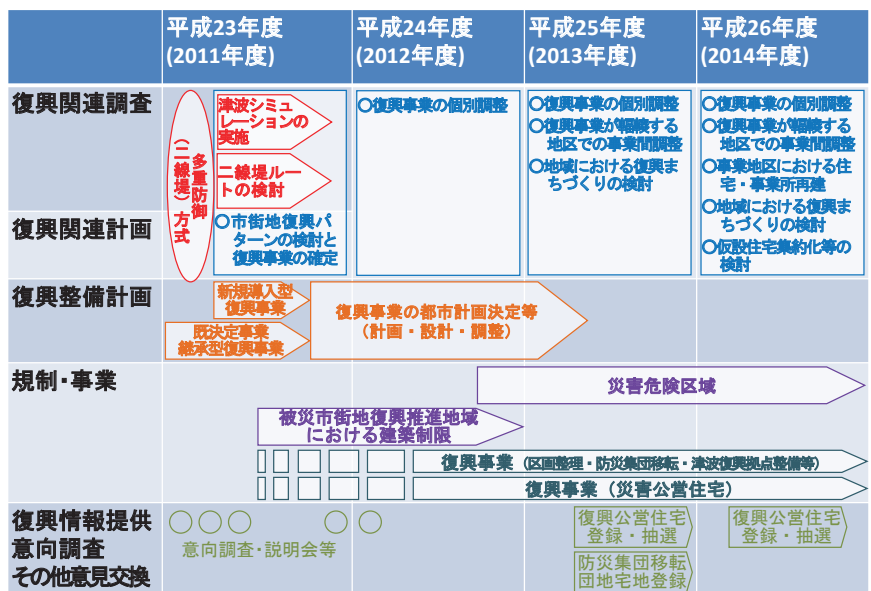 平成23年度
(2011年度)
平成24年度
(2012年度)
平成25年度
(2013年度)
平成26年度
(2014年度)
復興関連調査
多重防御
(二線堤)方式
津波シミュ
レーションの
実施
二線堤ルー
トの検討
〇復興事業の個別調整
〇復興事業の個別調整
〇復興事業が輻輳する
地区での事業間調整
〇地域における復興ま
ちづくりの検討
〇復興事業の個別調整
〇復興事業が輻輳する
地区での事業間調整
〇事業地区における住
宅・事業所再建
〇地域における復興ま
ちづくりの検討
〇仮設住宅集約化等の
検討
復興関連計画
〇市街地復興パ
ターンの検討と
復興事業の確定
復興整備計画
新規導入型
復興事業
既決定事業
継承型復興事業
復興事業の都市計画決定等
(計画・設計・調整)
規制・事業
災害危険区域
被災市街地復興推進地域
における建築制限
復興事業(区画整理・防災集団移転・津波復興拠点整備等)
復興事業(災害公営住宅)
復興情報提供
意向調査
その他意見交換
意向調査・説明会等
復興公営住宅
登録・抽選
防災集団移転
団地宅地登録
復興公営住宅
登録・抽選